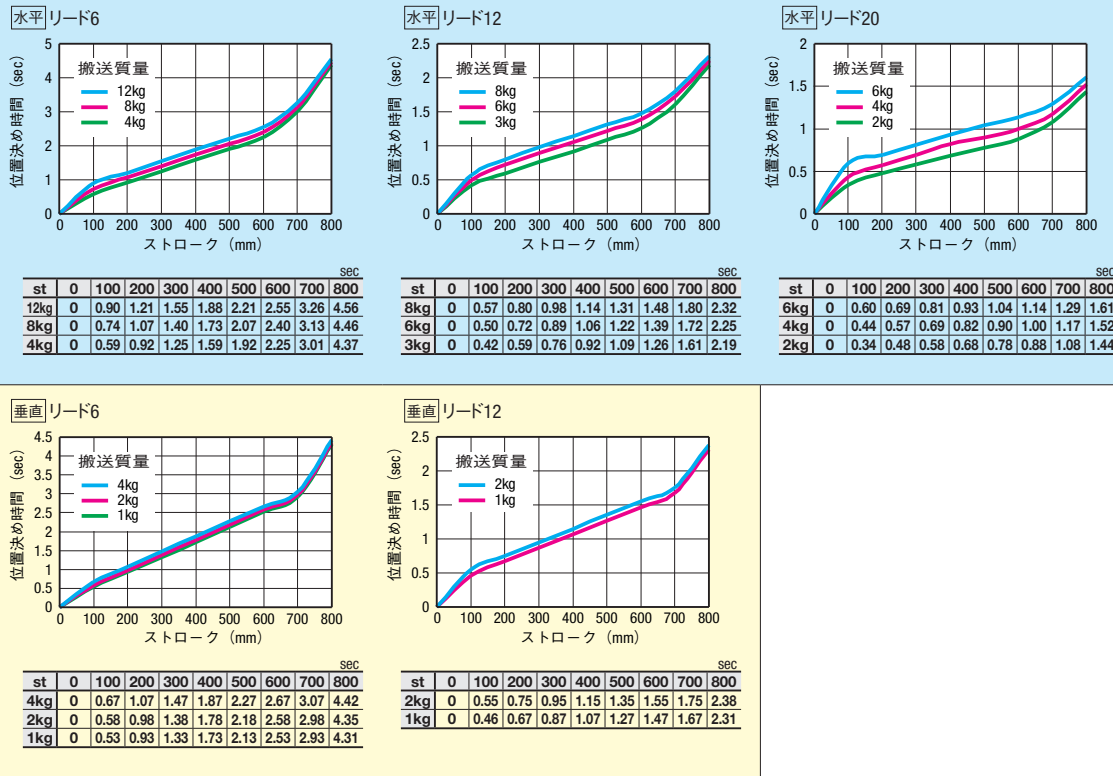 水平 リード6
5
4
3
2
1
0
位置決め時間 (sec)
搬送質量
12kg
8kg
4kg
0 100 200 300 400 500 600 700 800
ストローク (mm)
sec
st 0 100 200 300 400 500 600 700 800
12kg 0 0.90 1.21 1.55 1.88 2.21 2.55 3.26 4.56
8kg 0 0.74 1.07 1.40 1.73 2.07 2.40 3.13 4.46
4kg 0 0.59 0.92 1.25 1.59 1.92 2.25 3.01 4.37
水平 リード12
2.5
2
1.5
1
0.5
0
位置決め時間 (sec)
搬送質量
8kg
6kg
3kg
0 100 200 300 400 500 600 700 800
ストローク (mm)
sec
st 0 100 200 300 400 500 600 700 800
8kg 0 0.57 0.80 0.98 1.14 1.31 1.48 1.80 2.32
6kg 0 0.50 0.72 0.89 1.06 1.22 1.39 1.72 2.25
3kg 0 0.42 0.59 0.76 0.92 1.09 1.26 1.61 2.19
水平 リード20
2
1.5
1
0.5
0
位置決め時間 (sec)
搬送質量
6kg
4kg
2kg
0 100 200 300 400 500 600 700 800
ストローク (mm)
sec
st 0 100 200 300 400 500 600 700 800
6kg 0 0.60 0.69 0.81 0.93 1.04 1.14 1.29 1.61
4kg 0 0.44 0.57 0.69 0.82 0.90 1.00 1.17 1.52
2kg 0 0.34 0.48 0.58 0.68 0.78 0.88 1.08 1.44
垂直 リード6
4.5
4
3.5
3
2.5
2
1.5
1
0.5
0
位置決め時間 (sec)
搬送質量
4kg
2kg
1kg
0 100 200 300 400 500 600 700 800
ストローク (mm)
sec
st 0 100 200 300 400 500 600 700 800
4kg 0 0.67 1.07 1.47 1.87 2.27 2.67 3.07 4.42
2kg 0 0.58 0.98 1.38 1.78 2.18 2.58 2.98 4.35
1kg 0 0.53 0.93 1.33 1.73 2.13 2.53 2.93 4.31
垂直 リード12
2.5
2
1.5
1
0.5
0
位置決め時間 (sec)
搬送質量
2kg
1kg
0 100 200 300 400 500 600 700 800
ストローク (mm)
sec
st 0 100 200 300 400 500 600 700 800
2kg 0 0.55 0.75 0.95 1.15 1.35 1.55 1.75 2.38
1kg 0 0.46 0.67 0.87 1.07 1.27 1.47 1.67 2.31